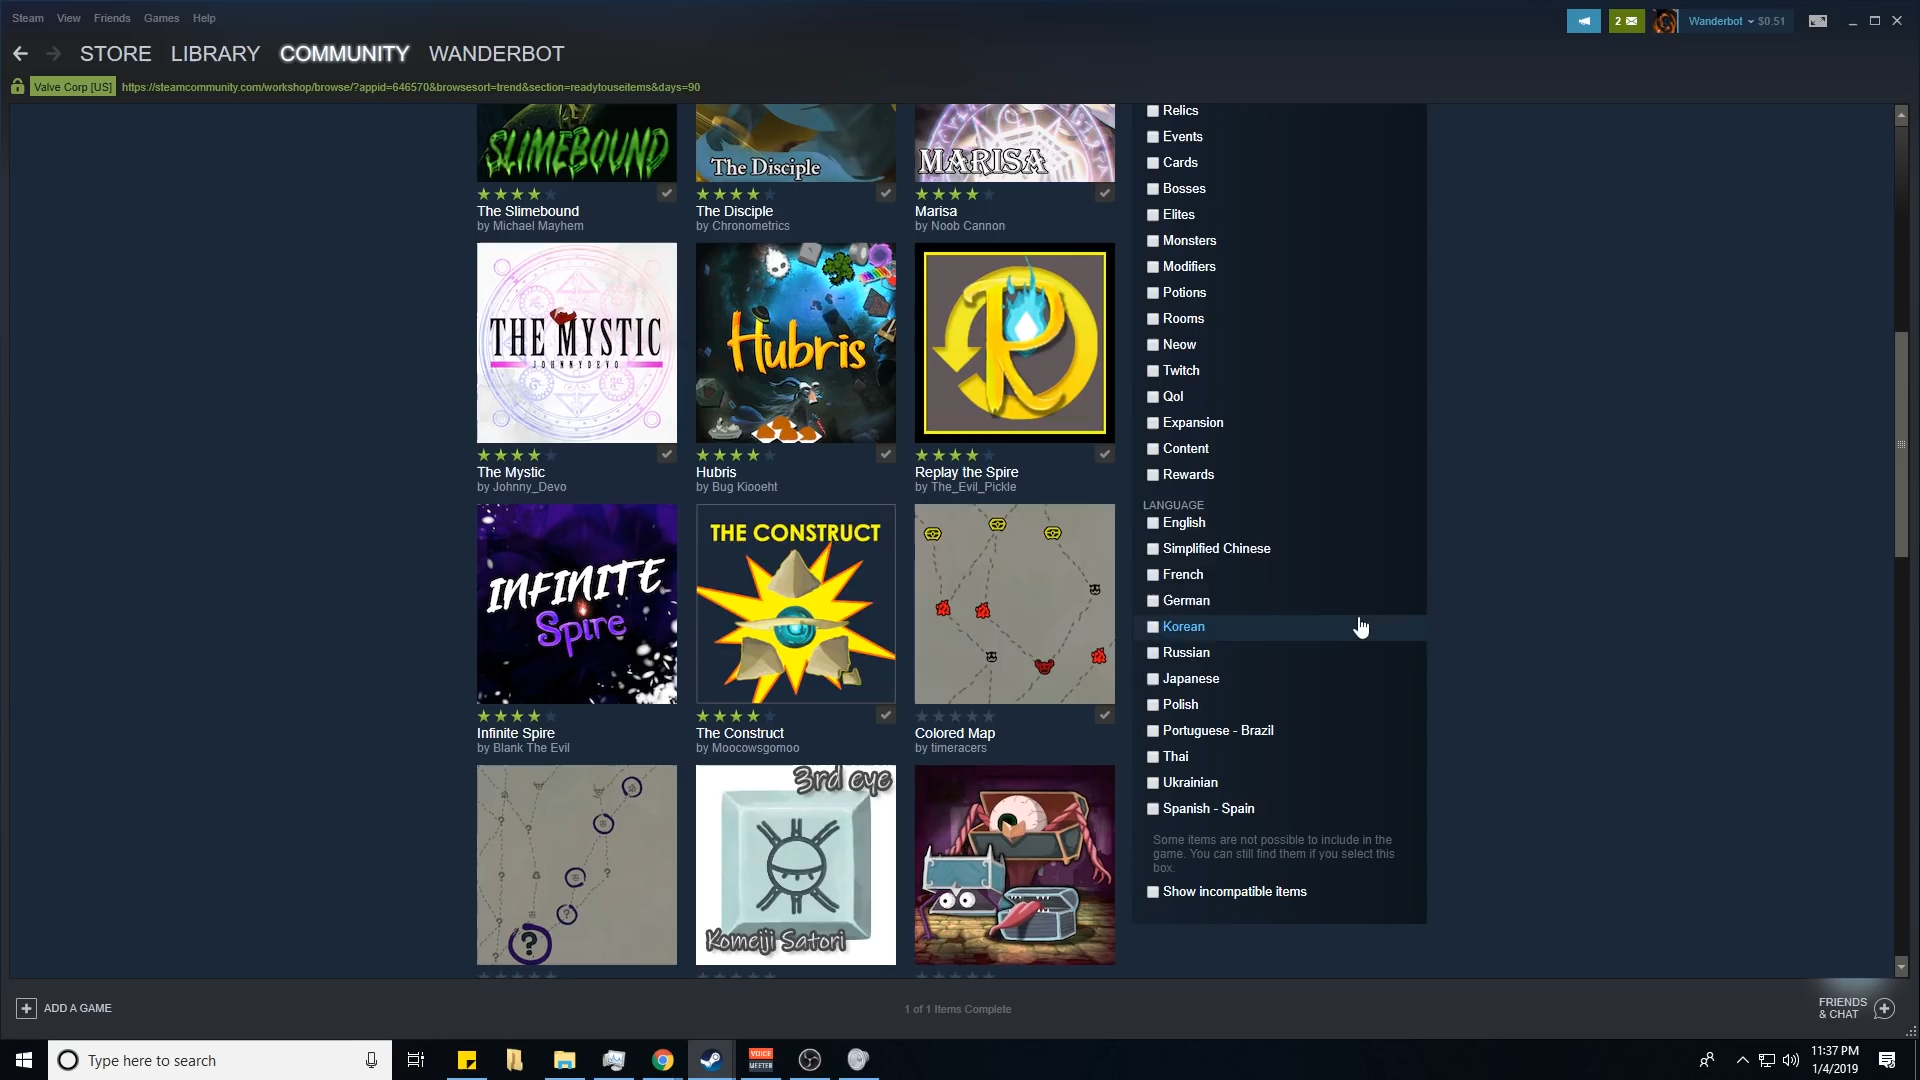 Steam View Friends Games Help
2 Wanderbot $0.51
STORE LIBRARY COMMUNITY WANDERBOT
Valve Corp [US] https://steamcommunity.com/workshop/browse/?appid=646570&browsesort=trend&section=readytouseitems&days=90
SLIMEBOUND
The Slimebound
by Michael Mayhem
The Disciple
The Disciple
by Chronometrics
MARISA
Marisa
by Noob Cannon
THE MYSTIC
JOHNNYDEVO
The Mystic
by Johnny_Devo
Hubris
Hubris
by Bug Kiooeht
R
Replay the Spire
by The_Evil_Pickle
INFINITE
Spire
Infinite Spire
by Blank The Evil
THE CONSTRUCT
The Construct
by Moocowsgomoo
Colored Map
by timeracers
?
3rd eye
Komeiji Satori
Relics
Events
Cards
Bosses
Elites
Monsters
Modifiers
Potions
Rooms
Neow
Twitch
Qol
Expansion
Content
Rewards
LANGUAGE
English
Simplified Chinese
French
German
Korean
Russian
Japanese
Polish
Portuguese - Brazil
Thai
Ukrainian
Spanish - Spain
Some items are not possible to include in the
game. You can still find them if you select this
box.
Show incompatible items
ADD A GAME
1 of 1 Items Complete
FRIENDS
& CHAT
Type here to search
VOICE
MEETER
11:37 PM
1/4/2019